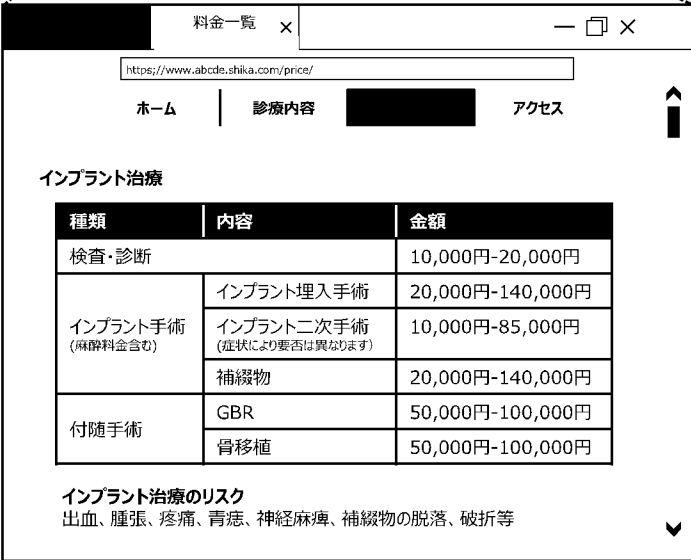 料金一覧 ×
https;//www.abcde.shika.com/price/
ホーム 診療内容 アクセス
インプラント治療
種類 内容 金額
検査・診断 10,000円-20,000円
インプラント手術
(麻酔料金含む)
インプラント埋入手術 20,000円-140,000円
インプラント二次手術 10,000円-85,000円
(症状により要否は異なります)
補綴物 20,000円-140,000円
付随手術
GBR 50,000円-100,000円
骨移植 50,000円-100,000円
インプラント治療のリスク
出血、腫張、疼痛、青痣、神経麻痺、補綴物の脱落、破折等